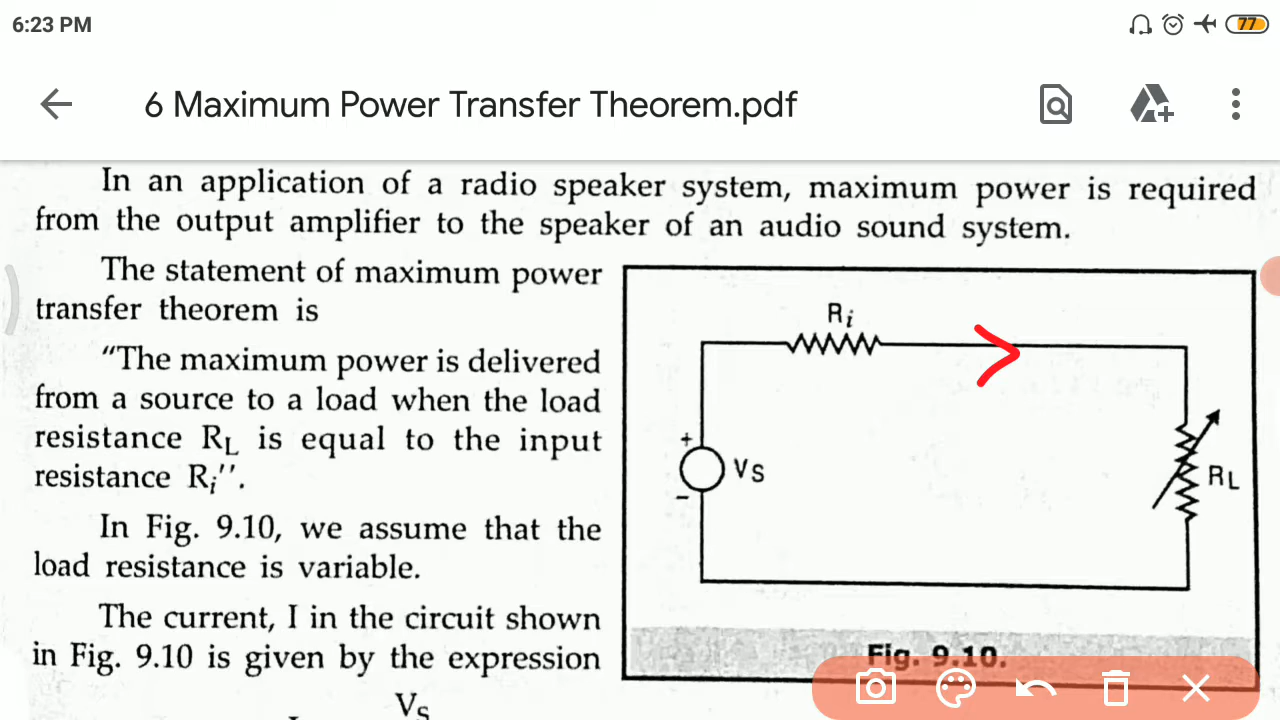 6:23 PM
77
6 Maximum Power Transfer Theorem.pdf
In an application of a radio speaker system, maximum power is required
from the output amplifier to the speaker of an audio sound system.
The statement of maximum power
transfer theorem is
“The maximum power is delivered
from a source to a load when the load
resistance RL is equal to the input
resistance Ri''.
In Fig. 9.10, we assume that the
load resistance is variable.
The current, I in the circuit shown
in Fig. 9.10 is given by the expression
Vs
Ri
+
VS
-
RL
Fig. 9.10.